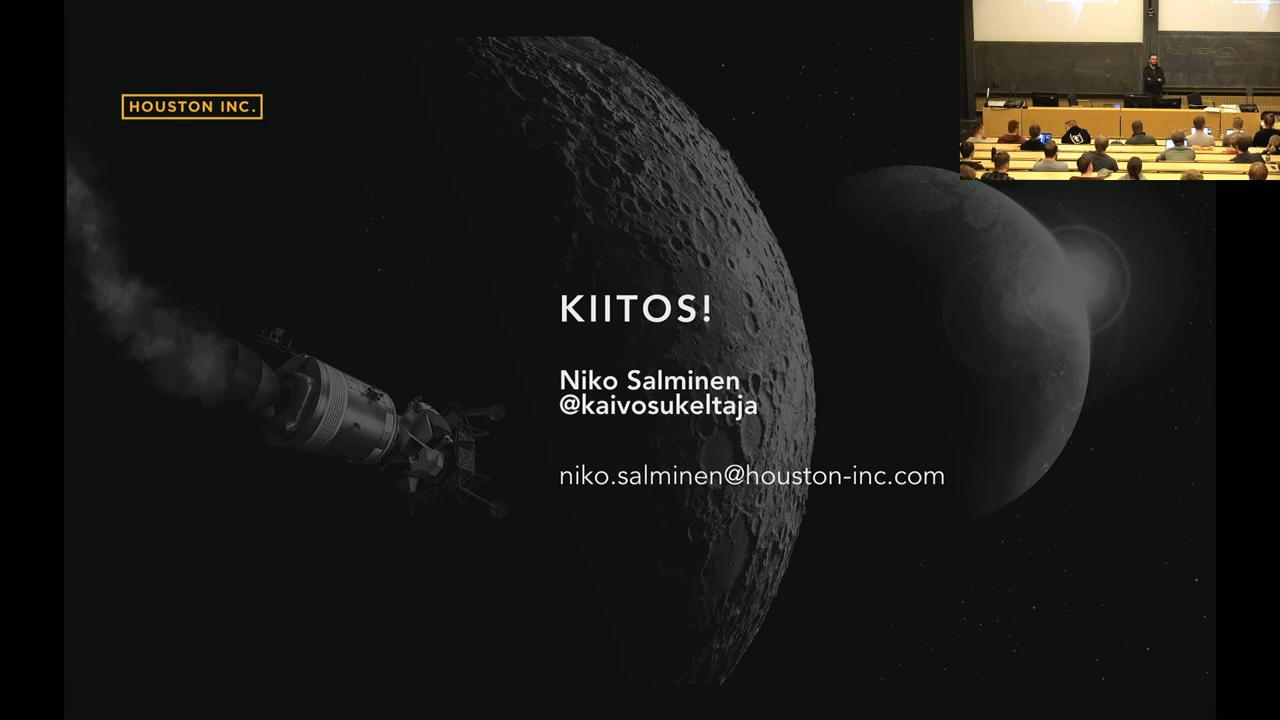 HOUSTON INC.
KIITOS!
Niko Salminen
@kaivosukeltaja
niko.salminen@houston-inc.com